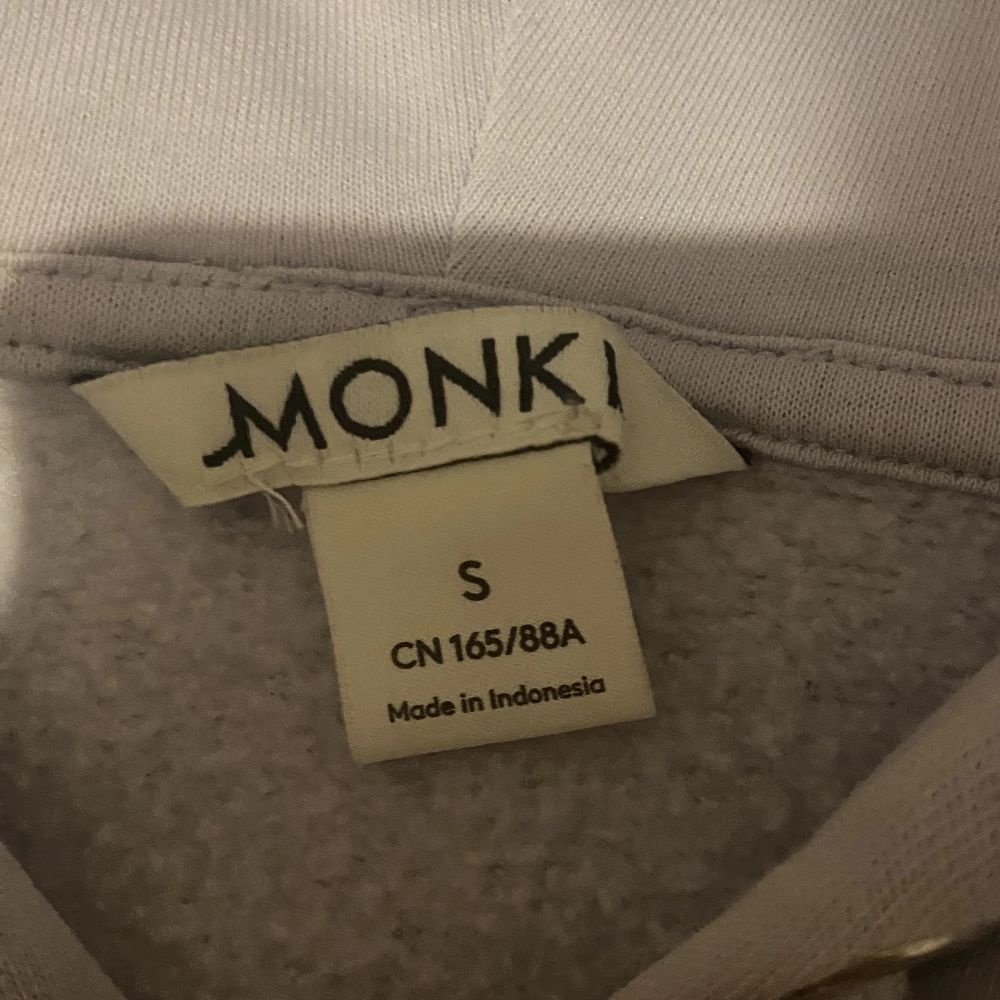 MONKI
S
CN 165/88A
Made in Indonesia